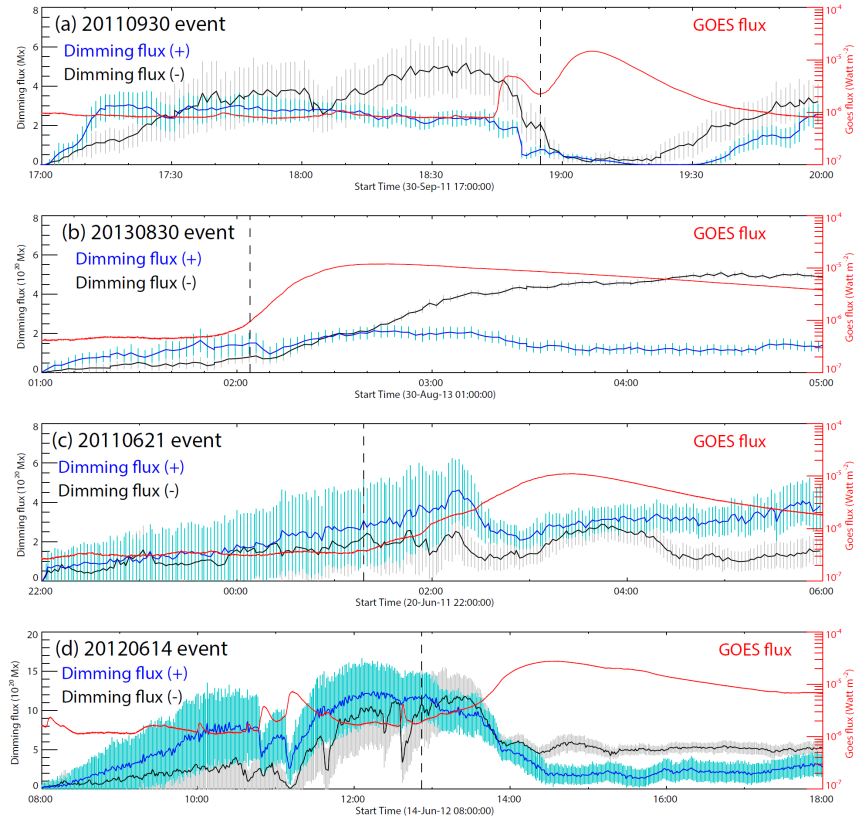 (a) 20110930 event
GOES flux
Dimming flux (+)
Dimming flux (-)
Dimming flux (Mx)
8
6
4
2
0
10^-4
10^-5
10^-6
10^-7
Goes flux (Watt m^-2)
17:00 17:30 18:00 18:30 19:00 19:30 20:00
Start Time (30-Sep-11 17:00:00)
(b) 20130830 event
GOES flux
Dimming flux (+)
Dimming flux (-)
Dimming flux (10^20 Mx)
8
6
4
2
0
10^-4
10^-5
10^-6
10^-7
Goes flux (Watt m^-2)
01:00 02:00 03:00 04:00 05:00
Start Time (30-Aug-13 01:00:00)
(c) 20110621 event
GOES flux
Dimming flux (+)
Dimming flux (-)
Dimming flux (10^20 Mx)
8
6
4
2
0
10^-4
10^-5
10^-6
10^-7
Goes flux (Watt m^-2)
22:00 00:00 02:00 04:00 06:00
Start Time (20-Jun-11 22:00:00)
(d) 20120614 event
GOES flux
Dimming flux (+)
Dimming flux (-)
Dimming flux (10^20 Mx)
20
15
10
5
0
10^-4
10^-5
10^-6
10^-7
Goes flux (Watt m^-2)
08:00 10:00 12:00 14:00 16:00 18:00
Start Time (14-Jun-12 08:00:00)